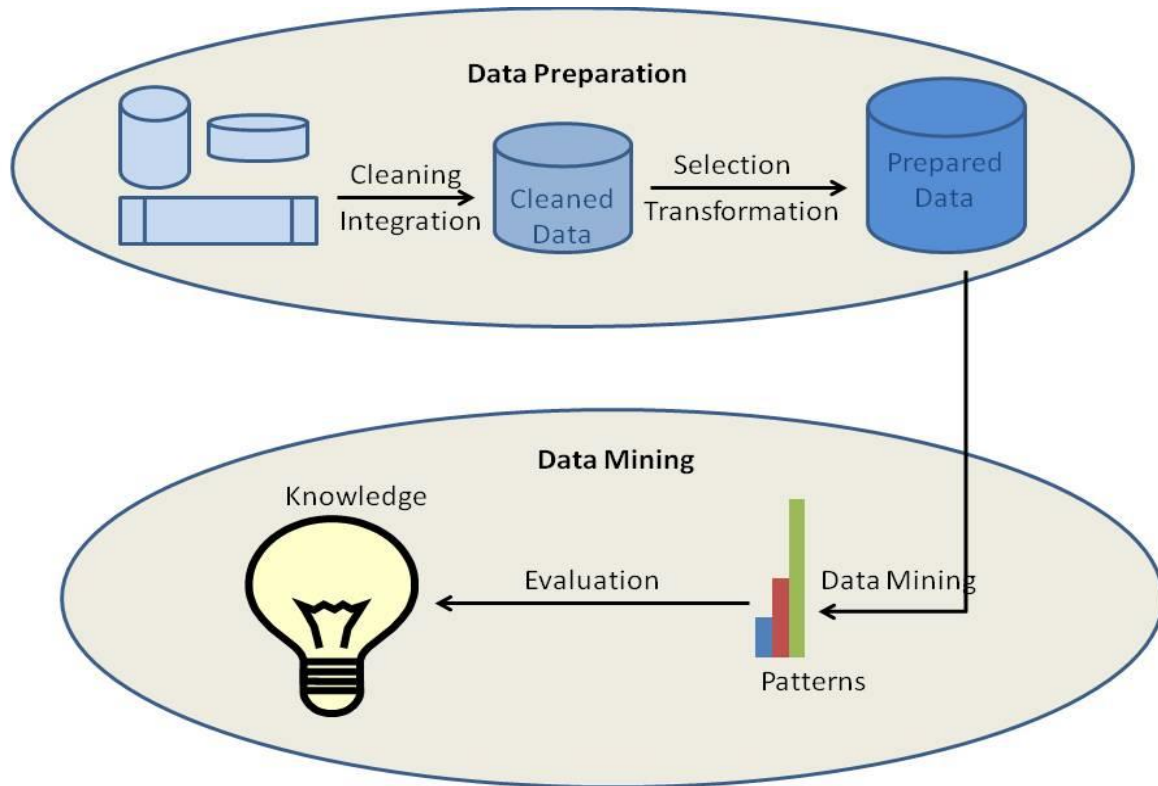 Data Preparation
Cleaning
Integration
Cleaned
Data
Selection
Transformation
Prepared
Data
Data Mining
Knowledge
Evaluation
Data Mining
Patterns